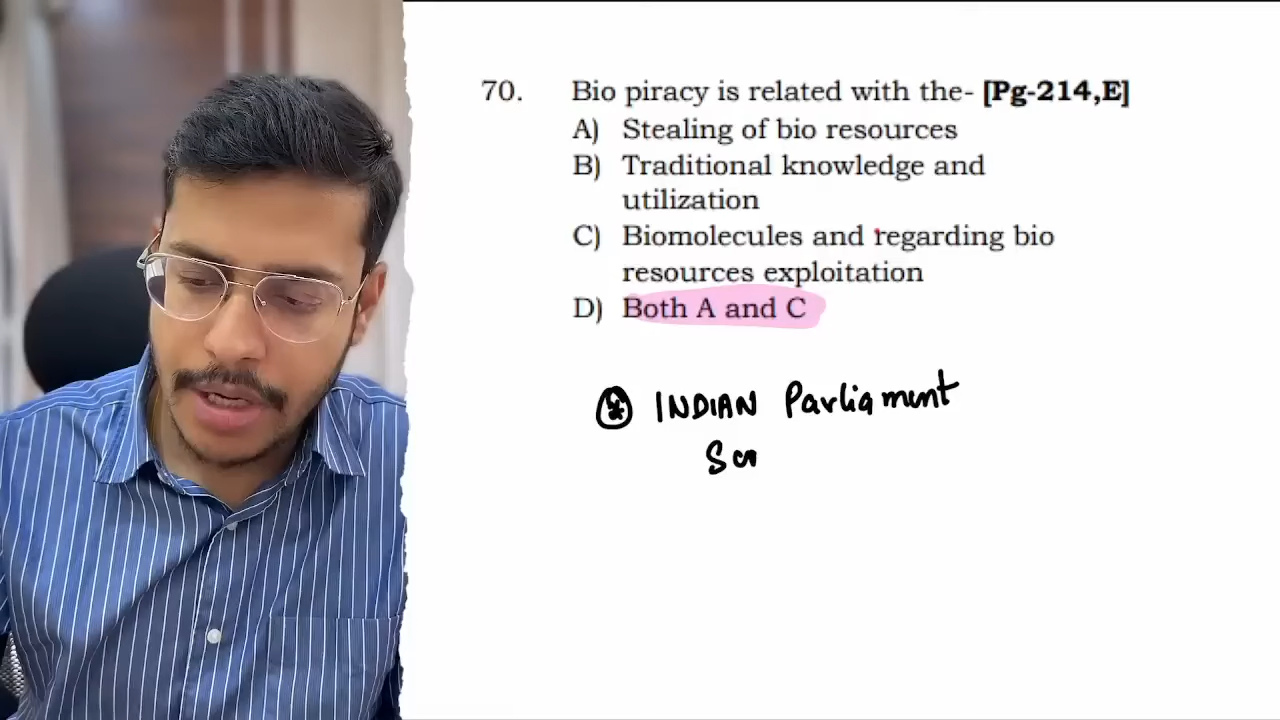 70. Bio piracy is related with the- [Pg-214,E]
A) Stealing of bio resources
B) Traditional knowledge and
utilization
C) Biomolecules and regarding bio
resources exploitation
D) Both A and C
INDIAN Parliament